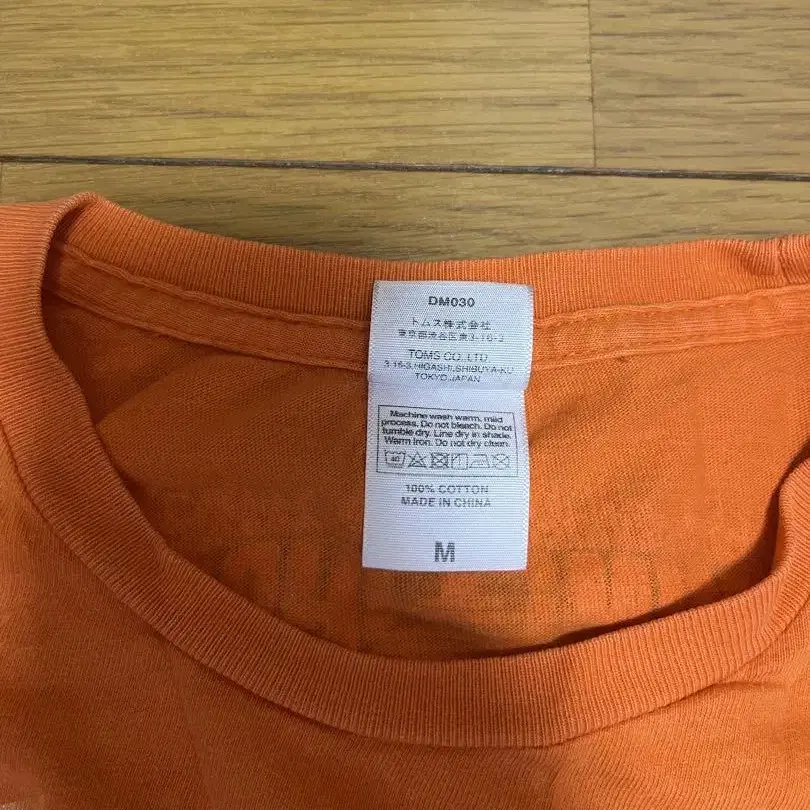 DM030
トムス株式会社
東京都渋谷区東3-16-3
TOMS CO.,LTD.
3-16-3,HIGASHI,SHIBUYA-KU
TOKYO,JAPAN
Machine wash warm, mild
process. Do not bleach. Do not
tumble dry. Line dry in shade.
Warm iron. Do not dry clean.
40
100% COTTON
MADE IN CHINA
M